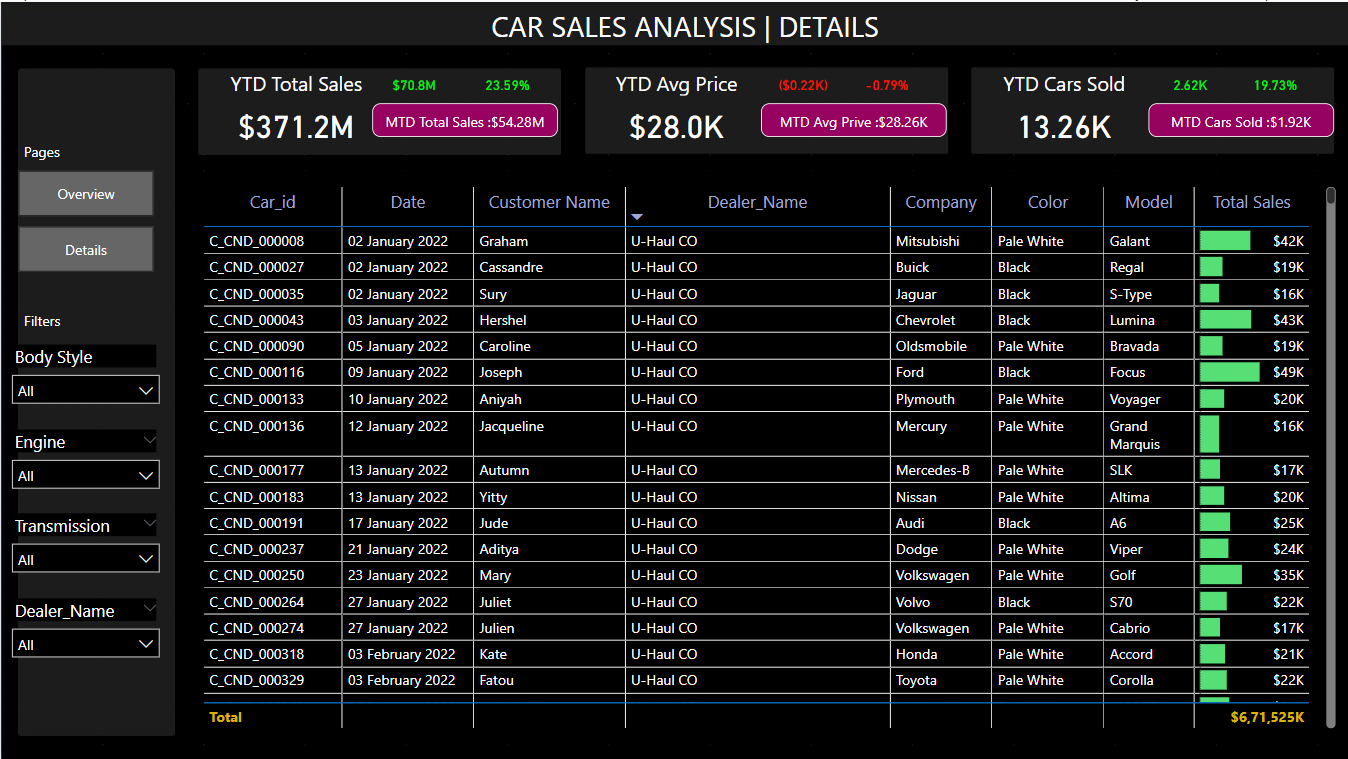 CAR SALES ANALYSIS | DETAILS
YTD Total Sales $70.8M 23.59%
$371.2M MTD Total Sales :$54.28M
YTD Avg Price ($0.22K) -0.79%
$28.0K MTD Avg Prive :$28.26K
YTD Cars Sold 2.62K 19.73%
13.26K MTD Cars Sold :$1.92K
Pages
Overview
Details
Filters
Body Style
All
Engine
All
Transmission
All
Dealer_Name
All
Car_id Date Customer Name Dealer_Name Company Color Model Total Sales
C_CND_000008 02 January 2022 Graham U-Haul CO Mitsubishi Pale White Galant $42K
C_CND_000027 02 January 2022 Cassandre U-Haul CO Buick Black Regal $19K
C_CND_000035 02 January 2022 Sury U-Haul CO Jaguar Black S-Type $16K
C_CND_000043 03 January 2022 Hershel U-Haul CO Chevrolet Black Lumina $43K
C_CND_000090 05 January 2022 Caroline U-Haul CO Oldsmobile Pale White Bravada $19K
C_CND_000116 09 January 2022 Joseph U-Haul CO Ford Black Focus $49K
C_CND_000133 10 January 2022 Aniyah U-Haul CO Plymouth Pale White Voyager $20K
C_CND_000136 12 January 2022 Jacqueline U-Haul CO Mercury Pale White Grand $16K
Marquis
C_CND_000177 13 January 2022 Autumn U-Haul CO Mercedes-B Pale White SLK $17K
C_CND_000183 13 January 2022 Yitty U-Haul CO Nissan Pale White Altima $20K
C_CND_000191 17 January 2022 Jude U-Haul CO Audi Black A6 $25K
C_CND_000237 21 January 2022 Aditya U-Haul CO Dodge Pale White Viper $24K
C_CND_000250 23 January 2022 Mary U-Haul CO Volkswagen Pale White Golf $35K
C_CND_000264 27 January 2022 Juliet U-Haul CO Volvo Black S70 $22K
C_CND_000274 27 January 2022 Julien U-Haul CO Volkswagen Pale White Cabrio $17K
C_CND_000318 03 February 2022 Kate U-Haul CO Honda Pale White Accord $21K
C_CND_000329 03 February 2022 Fatou U-Haul CO Toyota Pale White Corolla $22K
Total $6,71,525K